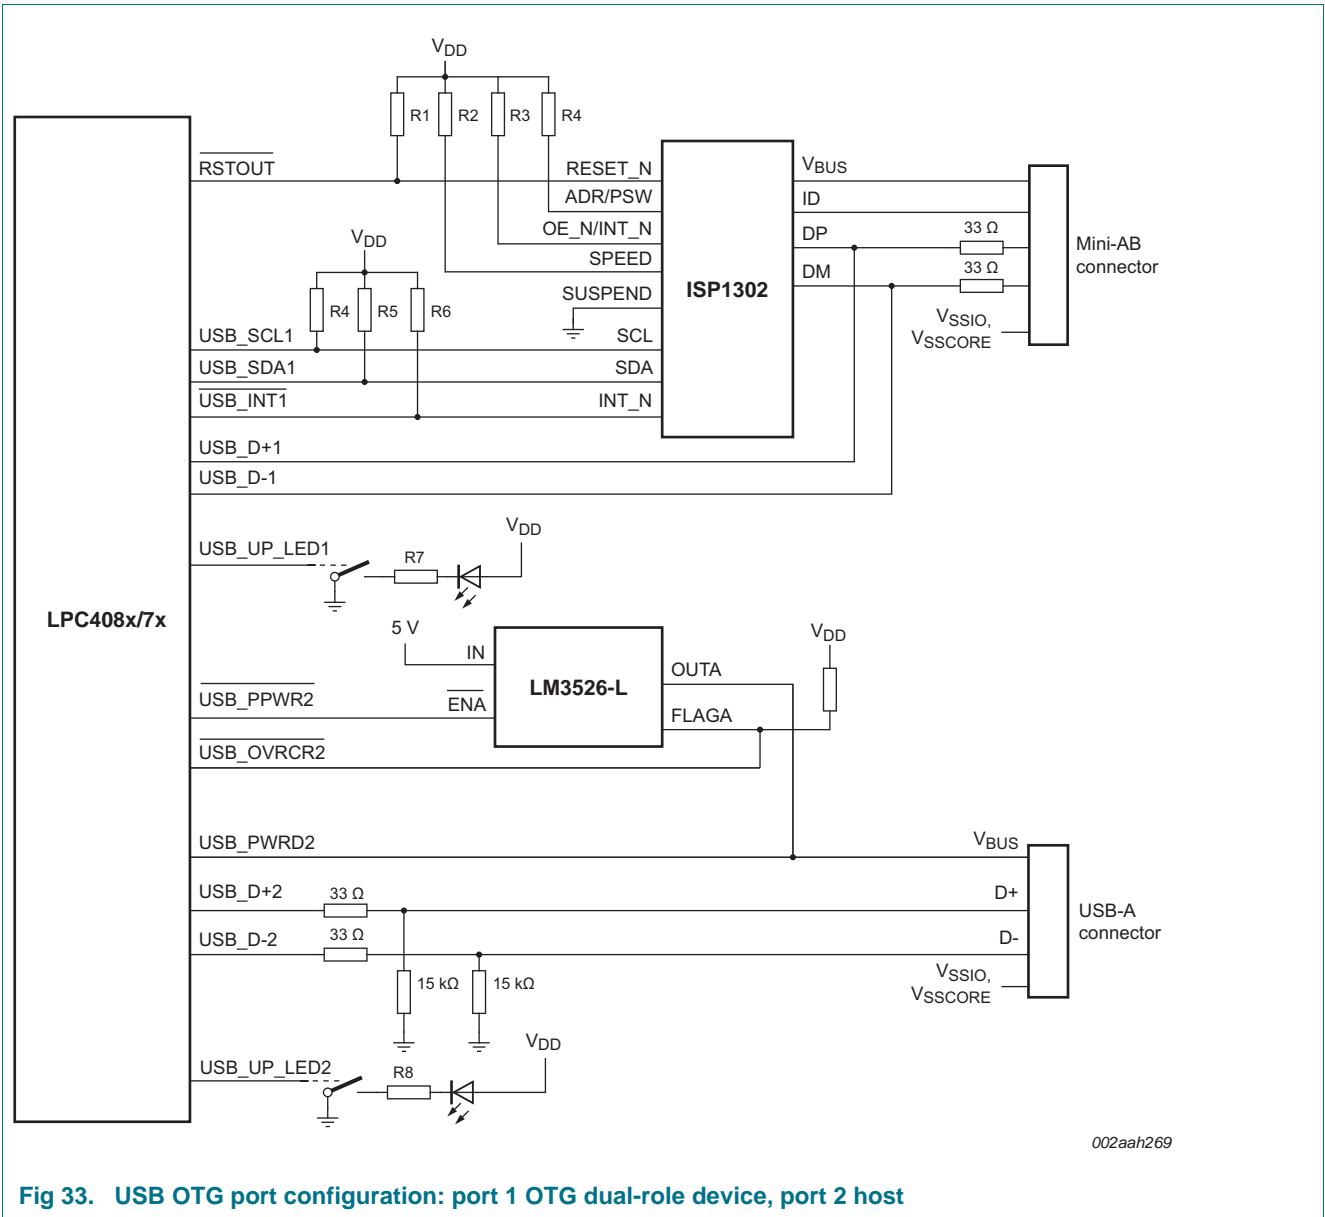 VDD
R1 R2 R3 R4
RSTOUT
RESET_N
ADR/PSW
OE_N/INT_N
SPEED
SUSPEND
SCL
SDA
INT_N
ISP1302
VBUS
ID
DP
DM
33 Ω
33 Ω
Mini-AB
connector
VSSIO,
VSSCORE
VDD
R4 R5 R6
USB_SCL1
USB_SDA1
USB_INT1
USB_D+1
USB_D-1
USB_UP_LED1
R7
VDD
LPC408x/7x
5 V
IN
ENA
LM3526-L
OUTA
FLAGA
VDD
USB_PPWR2
USB_OVRCR2
USB_PWRD2
VBUS
USB_D+2
33 Ω
D+
USB_D-2
33 Ω
D-
USB-A
connector
15 kΩ 15 kΩ
VSSIO,
VSSCORE
USB_UP_LED2
R8
VDD
002aah269
Fig 33. USB OTG port configuration: port 1 OTG dual-role device, port 2 host